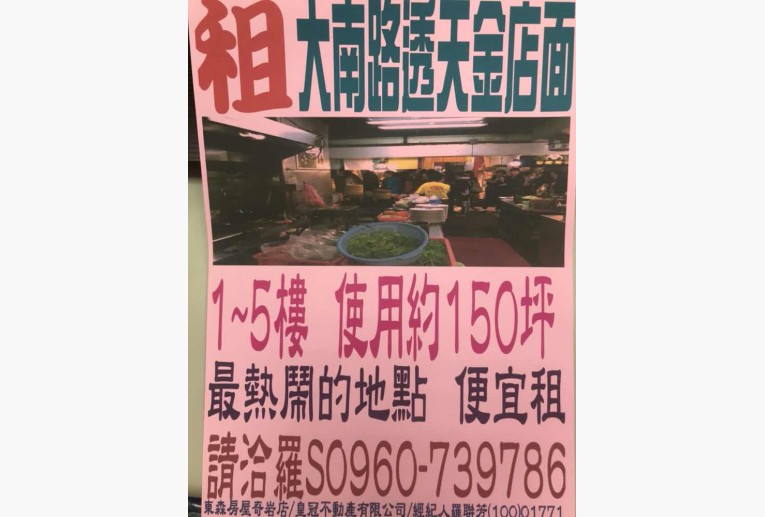 租 大南路透天金店面
1~5樓 使用約150坪
最熱鬧的地點 便宜租
請洽羅S0960-739786
東森房屋奇岩店/皇冠不動產有限公司/經紀人羅聯芳(100)01771